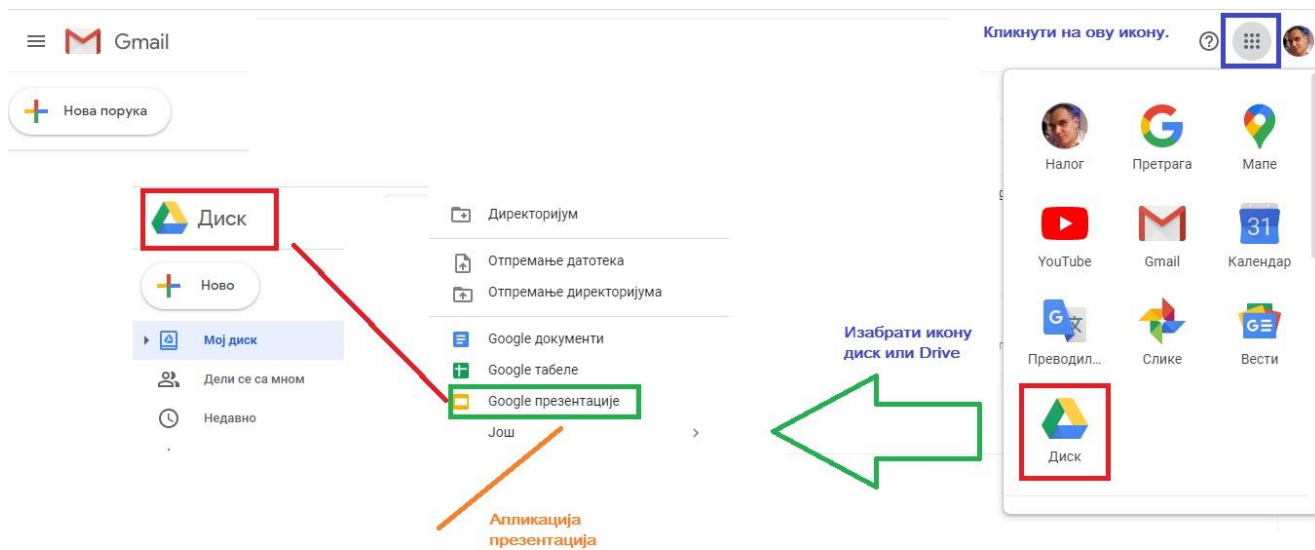 Gmail
Кликнути на ову икону.
Нова порука
Налог
Претрага
Мапе
YouTube
Gmail
31
Календар
G
文
Преводил...
Слике
GE
Вести
Диск
Диск
Ново
Мој диск
Дели се са мном
Недавно
Директоријум
Отпремање датотека
Отпремање директоријума
Google документи
Google табеле
Google презентације
Још
Изабрати икону
диск или Drive
Апликација
презентација